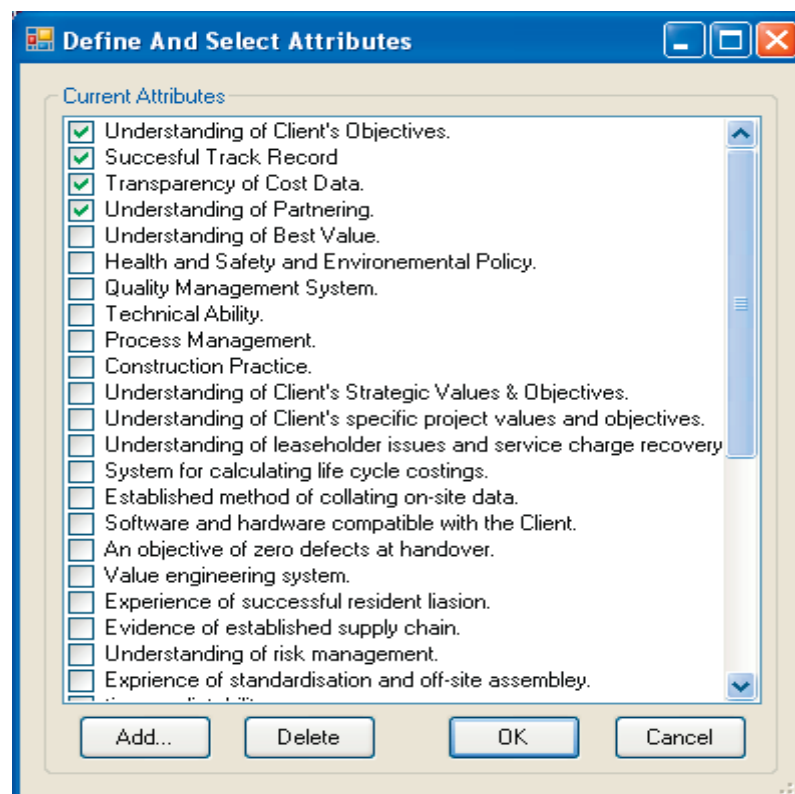 Define And Select Attributes
Current Attributes
Understanding of Client's Objectives.
Succesful Track Record
Transparency of Cost Data.
Understanding of Partnering.
Understanding of Best Value.
Health and Safety and Environemental Policy.
Quality Management System.
Technical Ability.
Process Management.
Construction Practice.
Understanding of Client's Strategic Values & Objectives.
Understanding of Client's specific project values and objectives.
Understanding of leaseholder issues and service charge recovery
System for calculating life cycle costings.
Established method of collating on-site data.
Software and hardware compatible with the Client.
An objective of zero defects at handover.
Value engineering system.
Experience of successful resident liasion.
Evidence of established supply chain.
Understanding of risk management.
Exprience of standardisation and off-site assembley.
Add... Delete OK Cancel